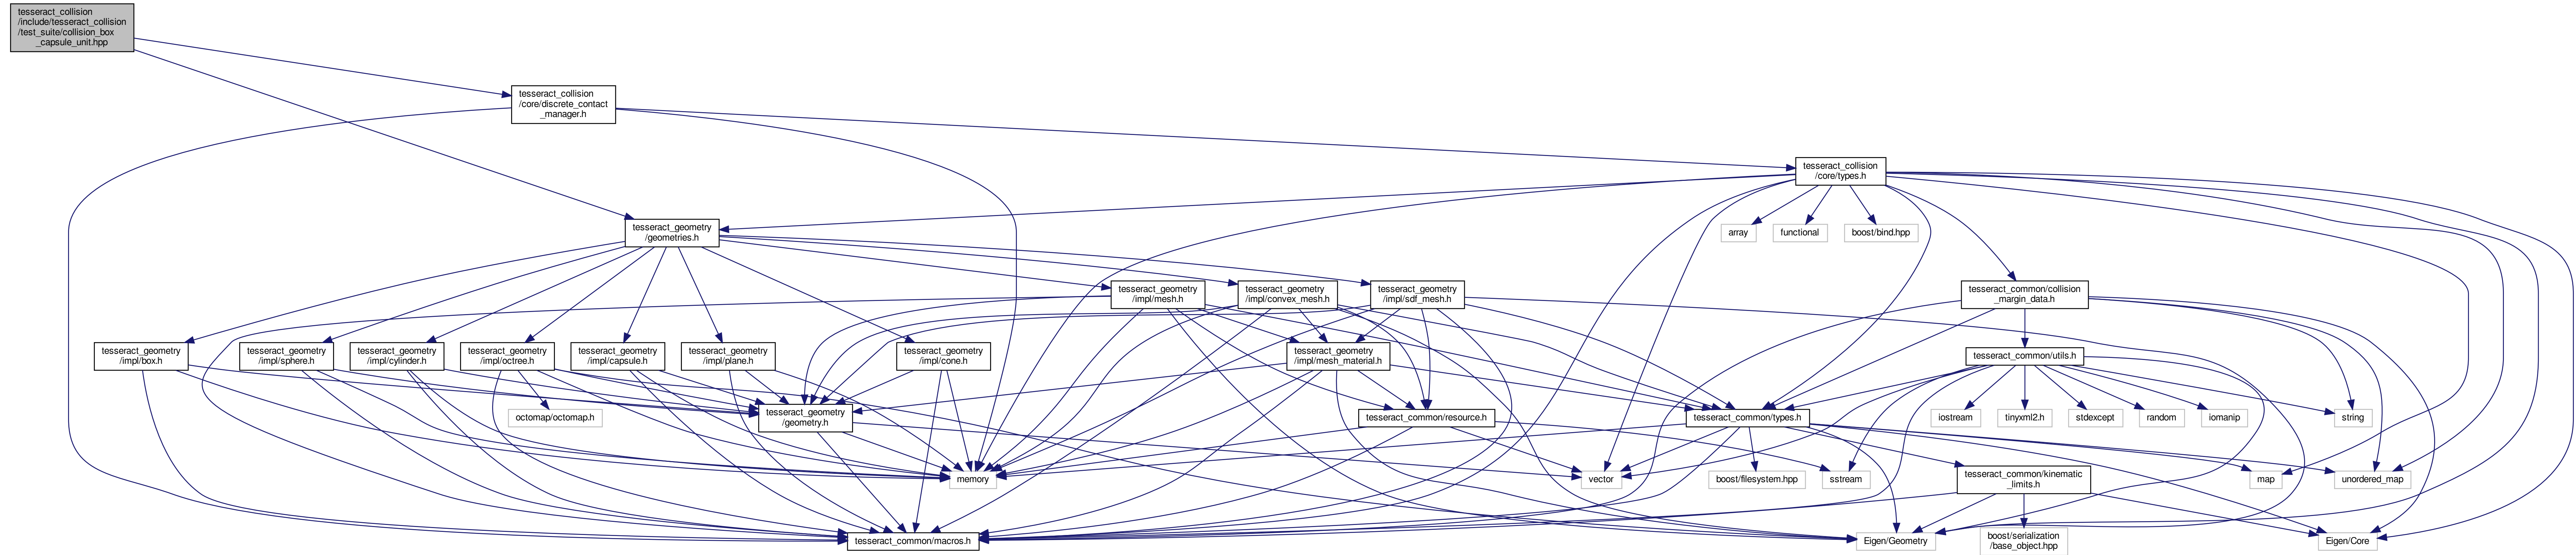 tesseract_collision
/include/tesseract_collision
/test_suite/collision_box
_capsule_unit.hpp
tesseract_collision
/core/discrete_contact
_manager.h
tesseract_collision
/core/types.h
tesseract_geometry
/geometries.h
array
functional
boost/bind.hpp
tesseract_geometry
/impl/mesh.h
tesseract_geometry
/impl/convex_mesh.h
tesseract_geometry
/impl/sdf_mesh.h
tesseract_common/collision
_margin_data.h
tesseract_geometry
/impl/box.h
tesseract_geometry
/impl/sphere.h
tesseract_geometry
/impl/cylinder.h
tesseract_geometry
/impl/octree.h
tesseract_geometry
/impl/capsule.h
tesseract_geometry
/impl/plane.h
tesseract_geometry
/impl/cone.h
tesseract_geometry
/impl/mesh_material.h
tesseract_common/utils.h
octomap/octomap.h
tesseract_geometry
/geometry.h
tesseract_common/resource.h
tesseract_common/types.h
iostream
tinyxml2.h
stdexcept
random
iomanip
string
memory
vector
boost/filesystem.hpp
sstream
tesseract_common/kinematic
_limits.h
map
unordered_map
tesseract_common/macros.h
Eigen/Geometry
boost/serialization
/base_object.hpp
Eigen/Core